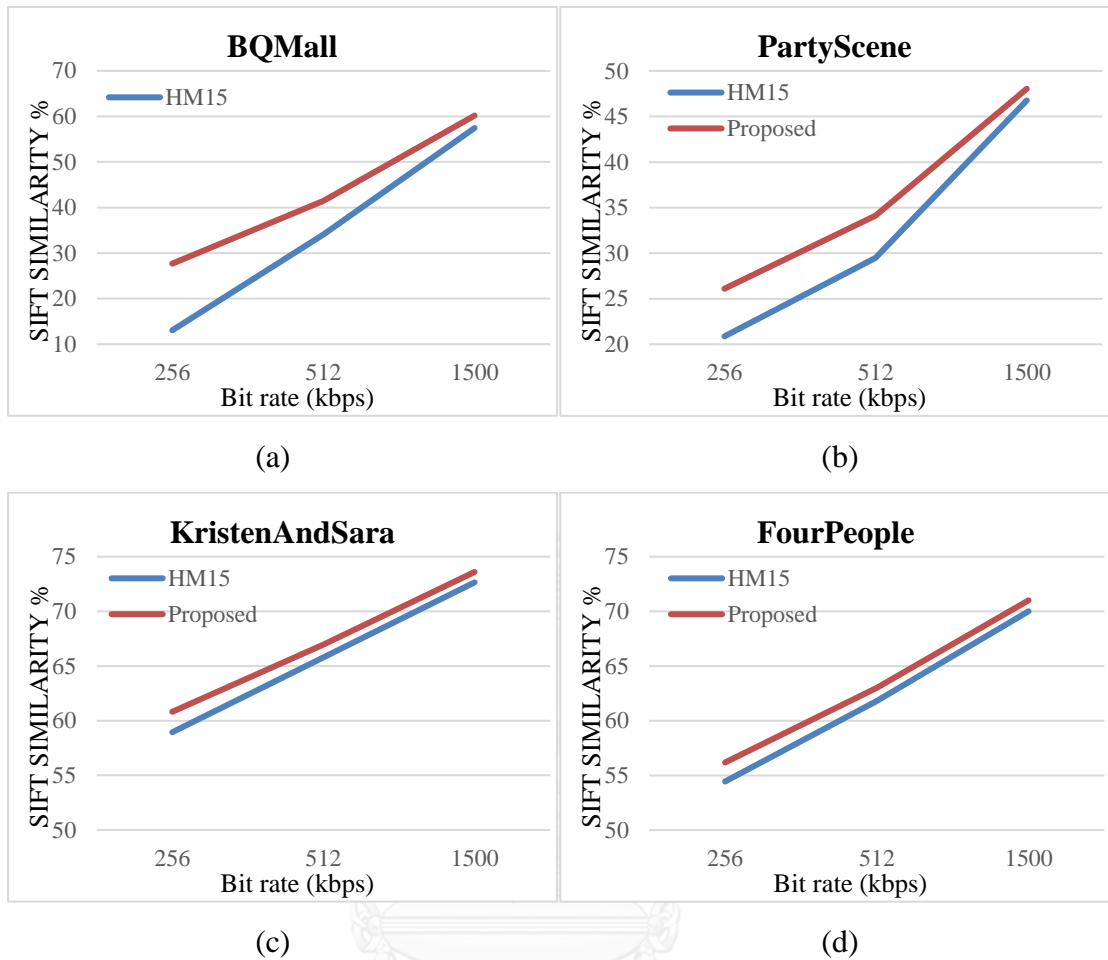 BQMall
70
60
50
40
30
20
10
SIFT SIMILARITY %
HM15
256 512 1500
Bit rate (kbps)
(a)
PartyScene
50
45
40
35
30
25
20
SIFT SIMILARITY %
HM15
Proposed
256 512 1500
Bit rate (kbps)
(b)
KristenAndSara
75
70
65
60
55
50
SIFT SIMILARITY %
HM15
Proposed
256 512 1500
Bit rate (kbps)
(c)
FourPeople
75
70
65
60
55
50
SIFT SIMILARITY %
HM15
Proposed
256 512 1500
Bit rate (kbps)
(d)